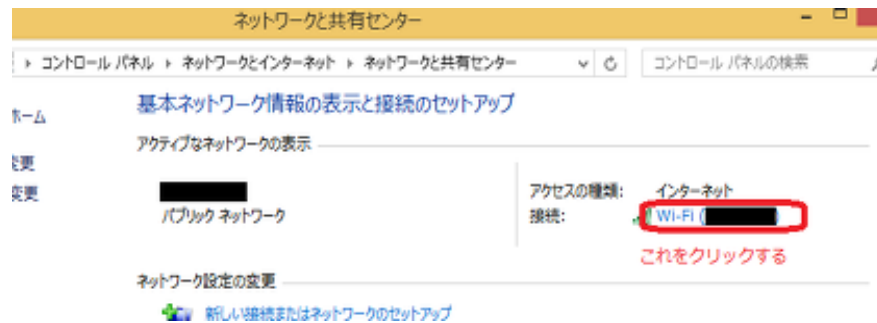 ネットワークと共有センター
コントロール パネル ▸ ネットワークとインターネット ▸ ネットワークと共有センター
コントロール パネルの検索
基本ネットワーク情報の表示と接続のセットアップ
ホーム
アクティブなネットワークの表示
変更
変更
アクセスの種類: インターネット
パブリック ネットワーク
接続: Wi-Fi (
これをクリックする
ネットワーク設定の変更
新しい接続またはネットワークのセットアップ